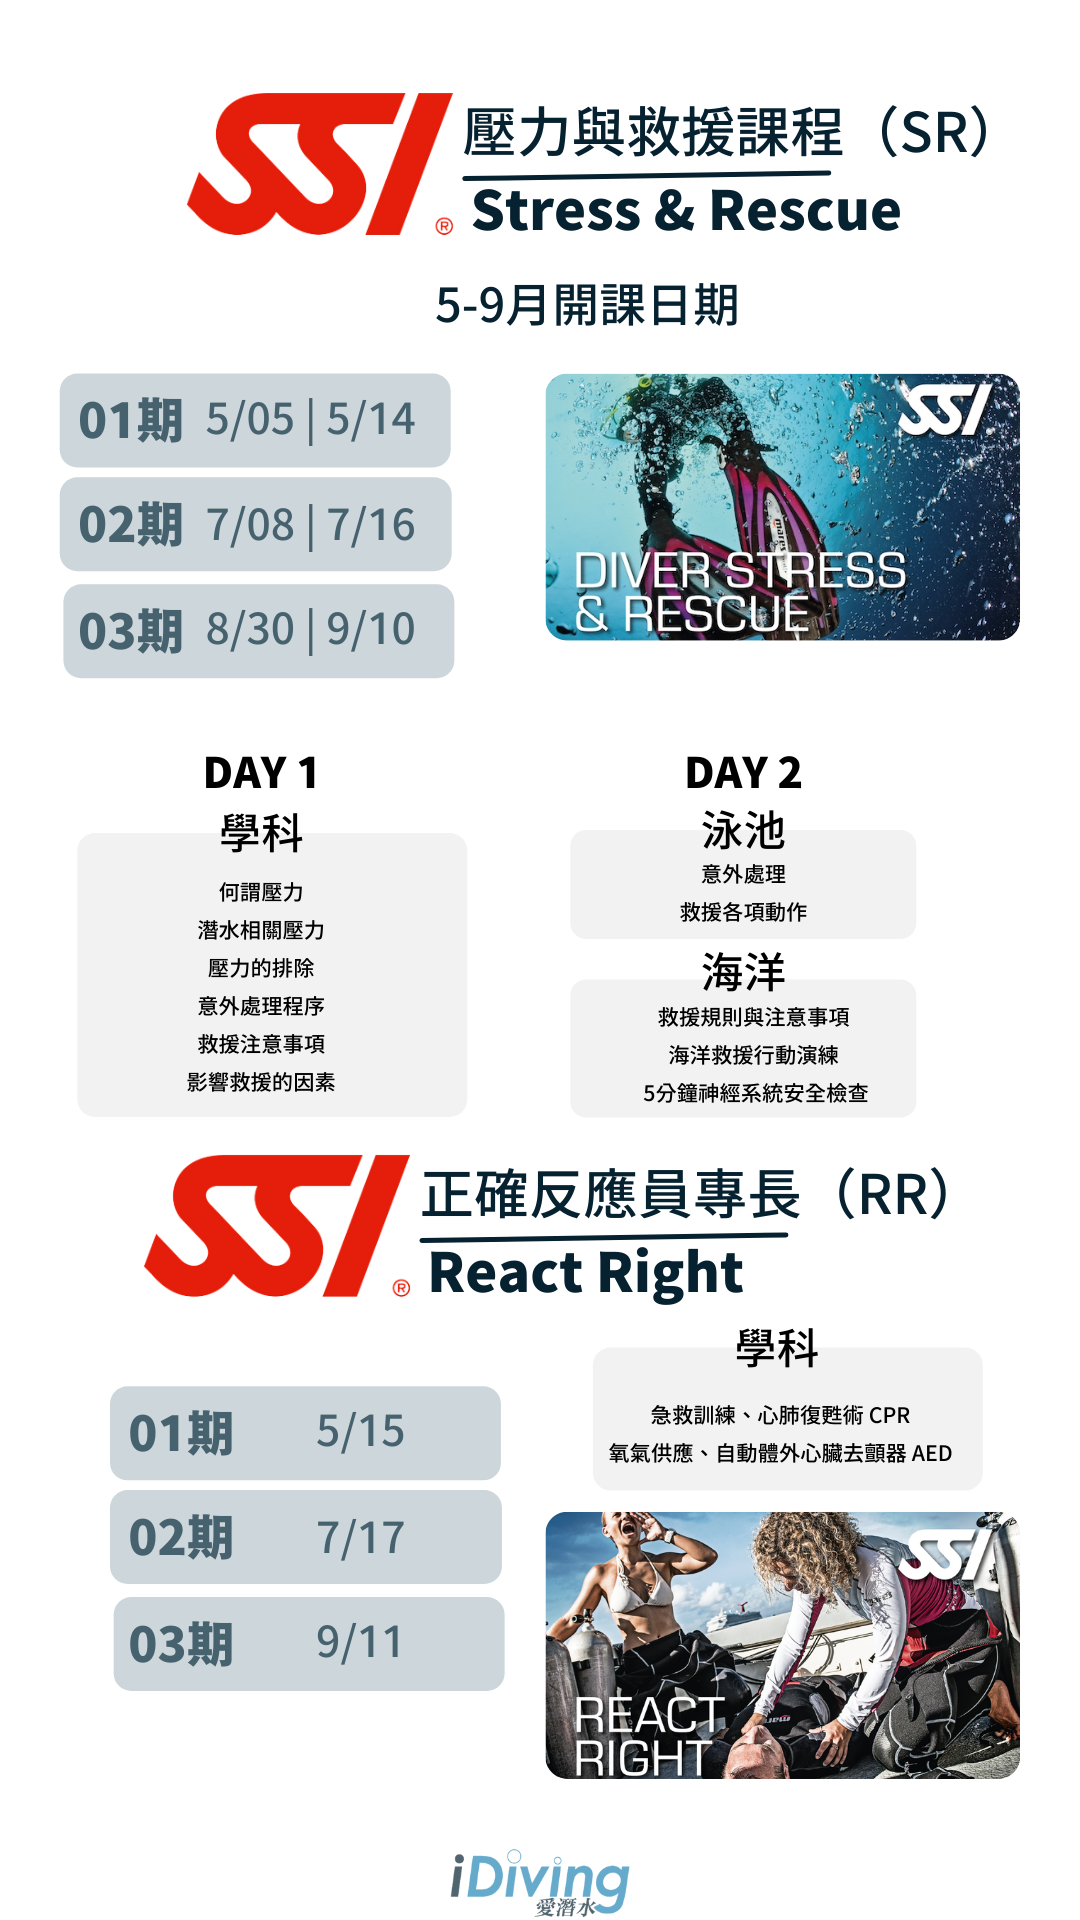 SSI
壓力與救援課程（SR）
®
Stress & Rescue
5-9月開課日期
01期 5/05 | 5/14
02期 7/08 | 7/16
03期 8/30 | 9/10
SSI
mares
DIVER STRESS
& RESCUE
DAY 1
學科
何謂壓力
潛水相關壓力
壓力的排除
意外處理程序
救援注意事項
影響救援的因素
DAY 2
泳池
意外處理
救援各項動作
海洋
救援規則與注意事項
海洋救援行動演練
5分鐘神經系統安全檢查
SSI
正確反應員專長（RR）
®
React Right
01期 5/15
02期 7/17
03期 9/11
學科
急救訓練、心肺復甦術 CPR
氧氣供應、自動體外心臟去顫器 AED
SSI
mares
REACT
RIGHT
iDiving
愛潛水